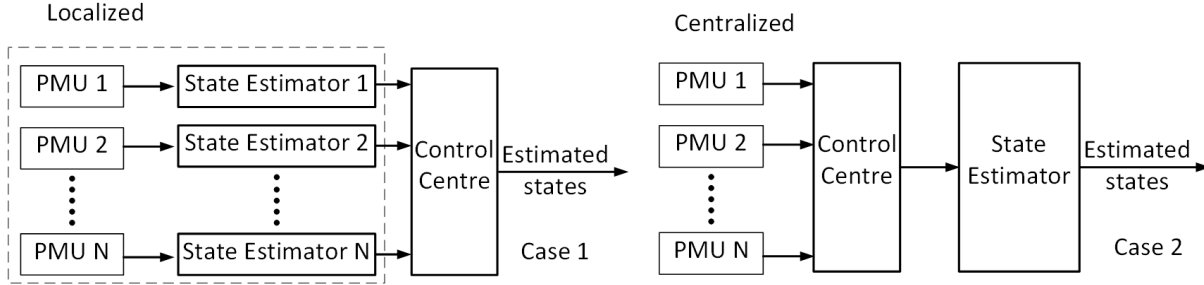 Localized
PMU 1
State Estimator 1
PMU 2
State Estimator 2
PMU N
State Estimator N
Control
Centre
Estimated
states
Case 1
Centralized
PMU 1
PMU 2
PMU N
Control
Centre
State
Estimator
Estimated
states
Case 2